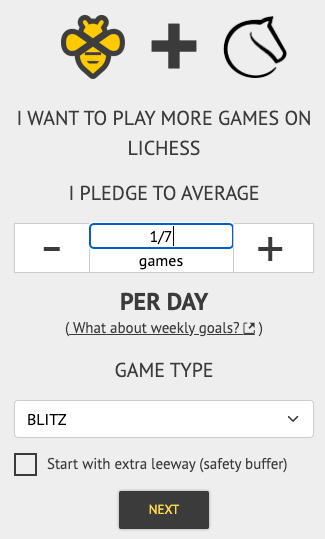 I WANT TO PLAY MORE GAMES ON
LICHESS
I PLEDGE TO AVERAGE
- 1/7 +
games
PER DAY
( What about weekly goals? )
GAME TYPE
BLITZ
Start with extra leeway (safety buffer)
NEXT